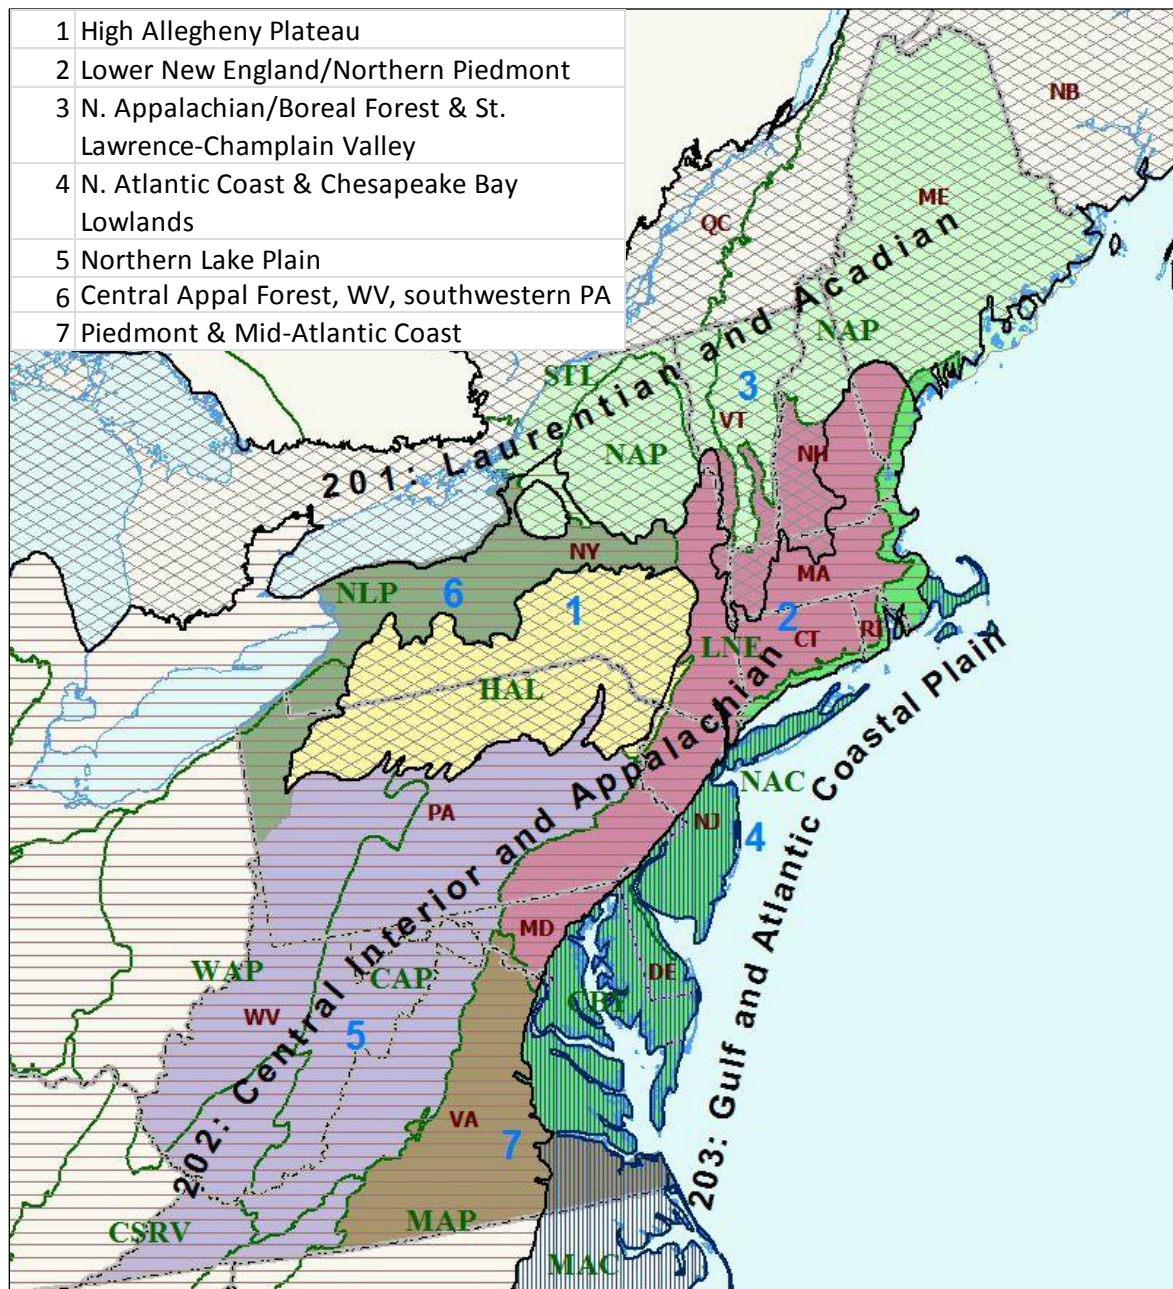 1 High Allegheny Plateau
2 Lower New England/Northern Piedmont
3 N. Appalachian/Boreal Forest & St.
Lawrence-Champlain Valley
4 N. Atlantic Coast & Chesapeake Bay
Lowlands
5 Northern Lake Plain
6 Central Appal Forest, WV, southwestern PA
7 Piedmont & Mid-Atlantic Coast
NB
ME
QC
201: Laurentian and Acadian
NAP
STL
3
VT
NAP
NH
NY
MA
NLP
6
1
2
RI
CT
LNE
HAL
202: Central Interior and Appalachian
203: Gulf and Atlantic Coastal Plain
NAC
PA
NJ
4
MD
WAP
CAP
DE
CBY
WV
5
VA
7
MAP
CSRV
MAC